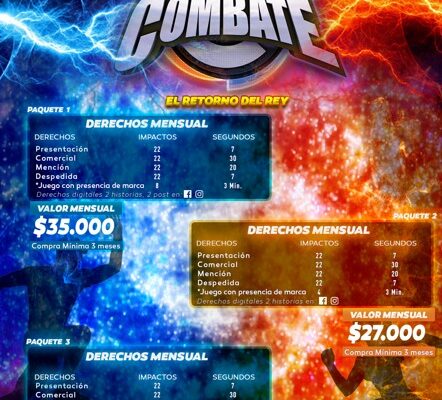 COMBATE
EL RETORNO DEL REY
PAQUETE 1
DERECHOS MENSUAL
DERECHOS IMPACTOS SEGUNDOS
Presentación 22 7
Comercial 22 30
Mención 22 20
Despedida 22 7
*Juego con presencia de marca 8 3 Min.
Derechos digitales 2 historias, 2 post en:
VALOR MENSUAL
$35.000
Compra Mínima 3 meses
PAQUETE 2
DERECHOS MENSUAL
DERECHOS IMPACTOS SEGUNDOS
Presentación 22 7
Comercial 22 30
Mención 22 20
Despedida 22 7
*Juego con presencia de marca 4 3 Min.
Derechos digitales 2 historias en:
VALOR MENSUAL
$27.000
Compra Mínima 3 meses
PAQUETE 3
DERECHOS MENSUAL
DERECHOS IMPACTOS SEGUNDOS
Presentación 22 7
Comercial 22 30